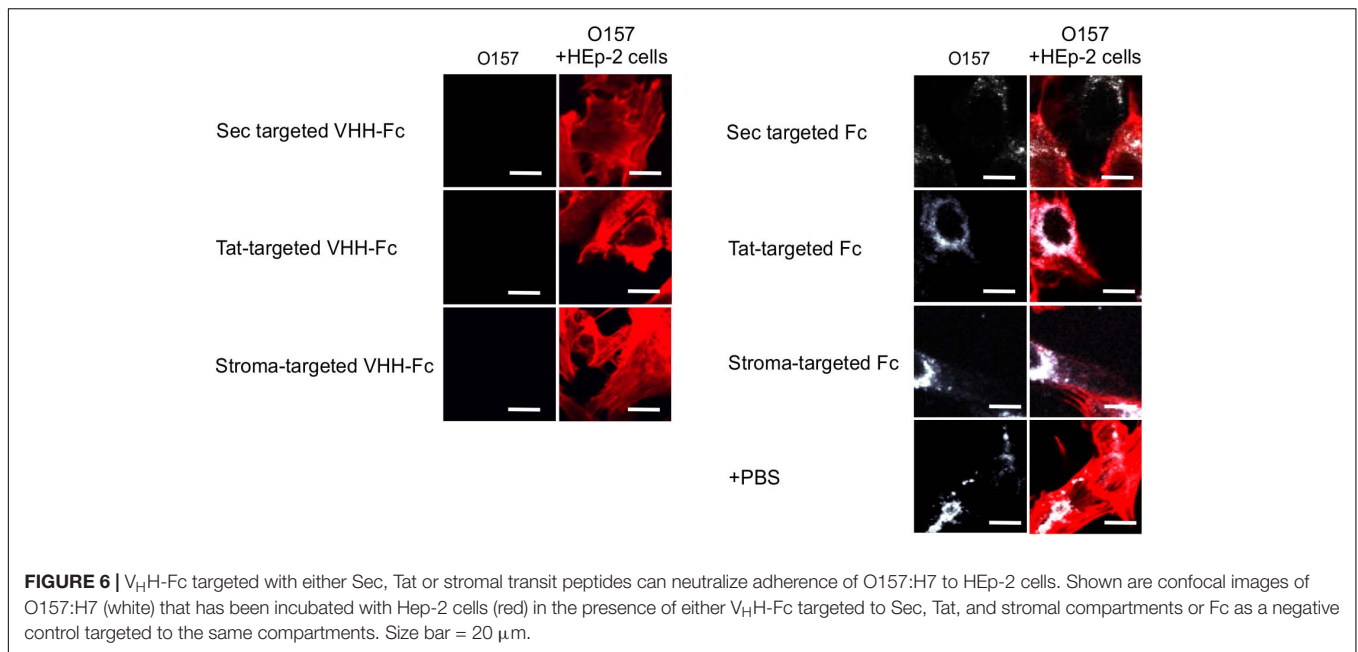 O157
O157
+HEp-2 cells
Sec targeted VHH-Fc
Tat-targeted VHH-Fc
Stroma-targeted VHH-Fc
O157
O157
+HEp-2 cells
Sec targeted Fc
Tat-targeted Fc
Stroma-targeted Fc
+PBS
FIGURE 6 | VHH-Fc targeted with either Sec, Tat or stromal transit peptides can neutralize adherence of O157:H7 to HEp-2 cells. Shown are confocal images of
O157:H7 (white) that has been incubated with Hep-2 cells (red) in the presence of either VHH-Fc targeted to Sec, Tat, and stromal compartments or Fc as a negative
control targeted to the same compartments. Size bar = 20 μm.